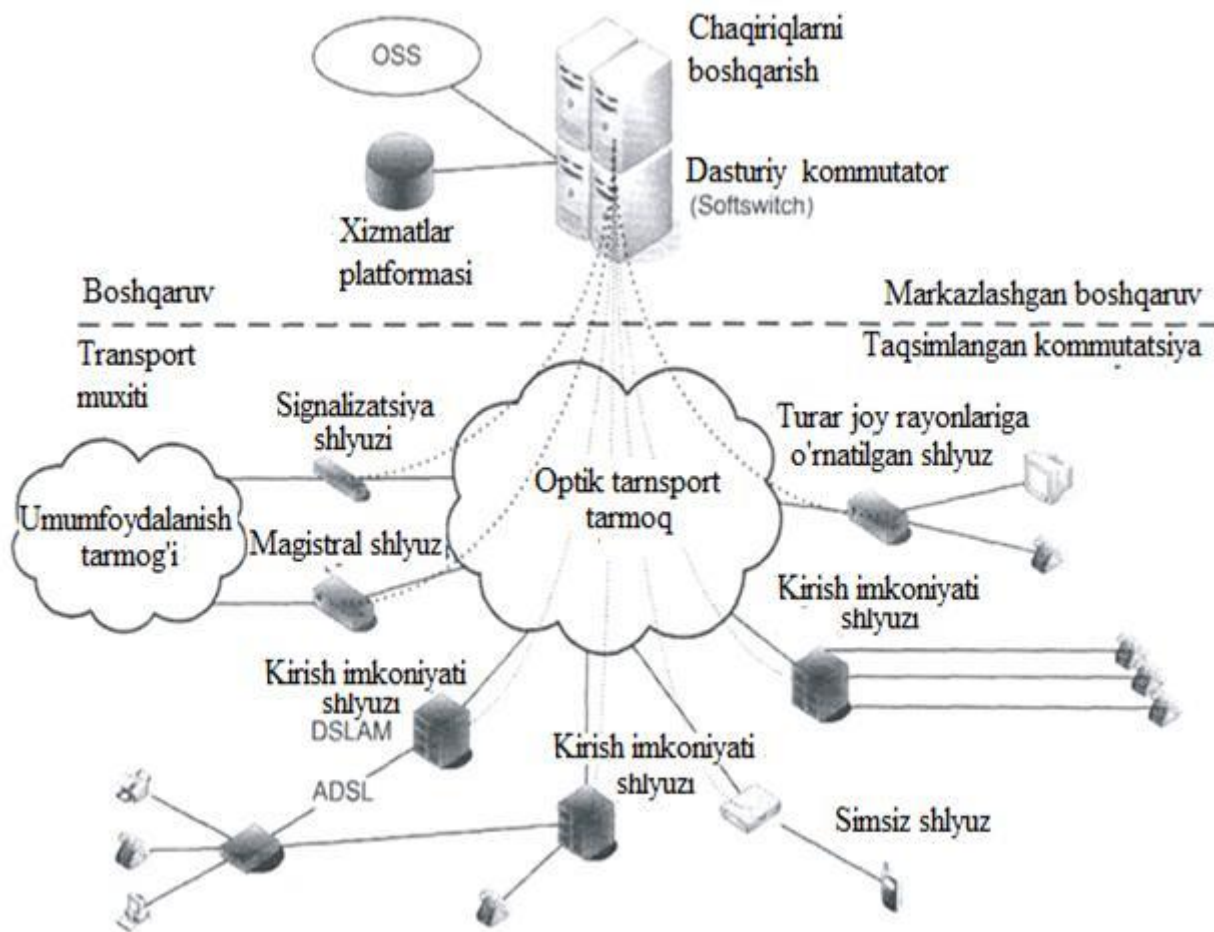 Chaqiriqlarni
boshqarish
OSS
Dasturiy kommutator
(Softswitch)
Xizmatlar
platformasi
Boshqaruv
Markazlashgan boshqaruv
Transport
muxiti
Taqsimlangan kommutatsiya
Signalizatsiya
shlyuzi
Turar joy rayonlariga
o'rnatilgan shlyuz
Optik tarnsport
tarmoq
Umumfoydalanish
tarmog'i
Magistral shlyuz
Kirish imkoniyati
shlyuzi
Kirish imkoniyati
shlyuzi
DSLAM
Kirish imkoniyati
shlyuzi
ADSL
Simsiz shlyuz